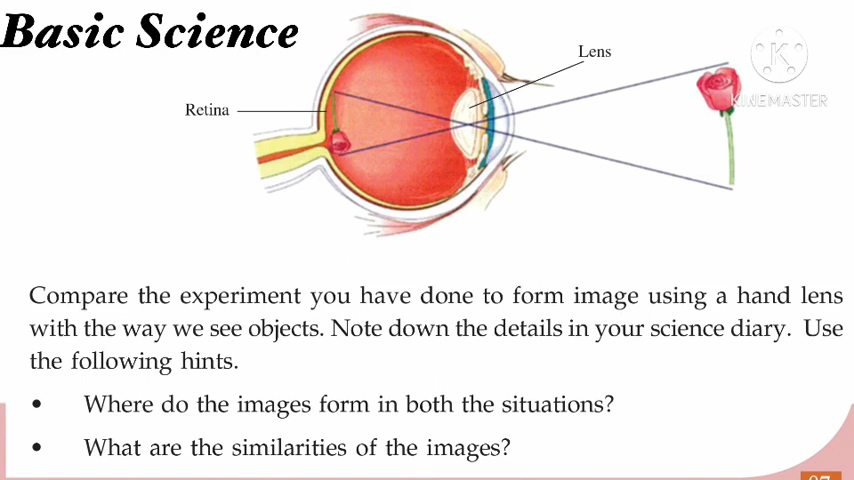 Basic Science
Lens
K
KINEMASTER
Retina
Compare the experiment you have done to form image using a hand lens
with the way we see objects. Note down the details in your science diary. Use
the following hints.
• Where do the images form in both the situations?
• What are the similarities of the images?